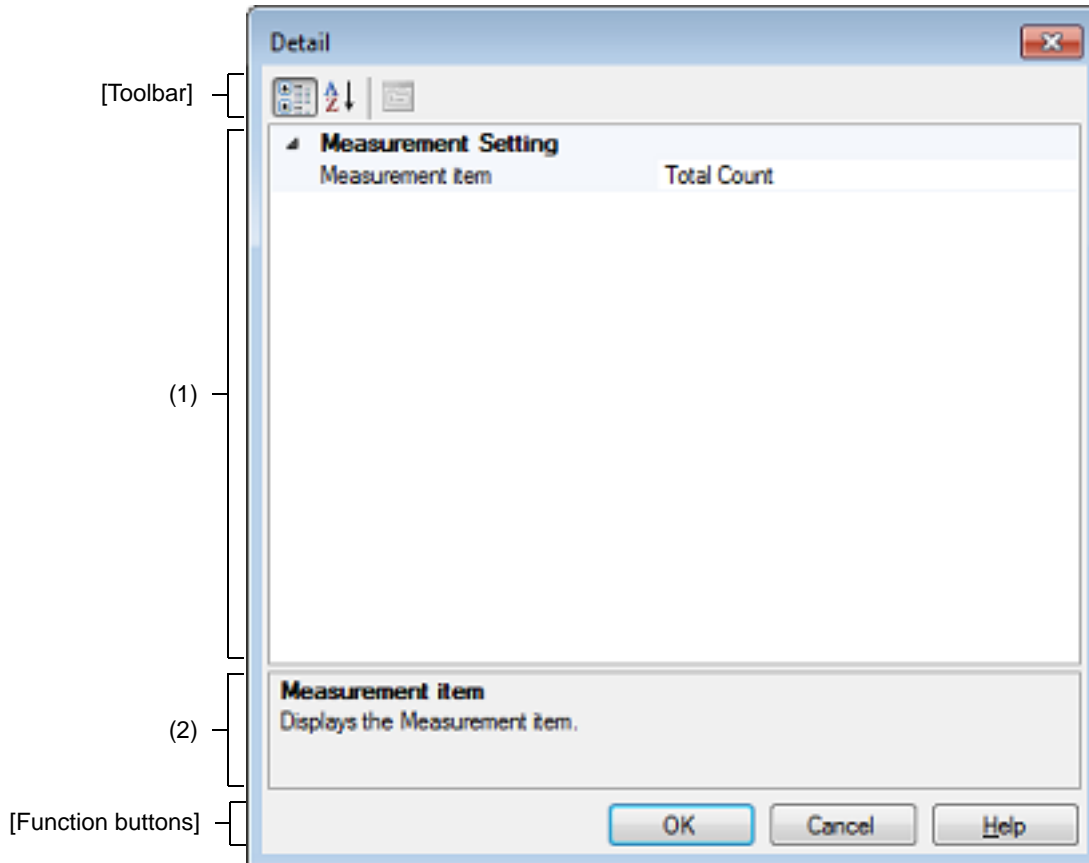 Detail
[Toolbar]
Measurement Setting
Measurement item Total Count
(1)
Measurement item
Displays the Measurement item.
(2)
[Function buttons]
OK Cancel Help